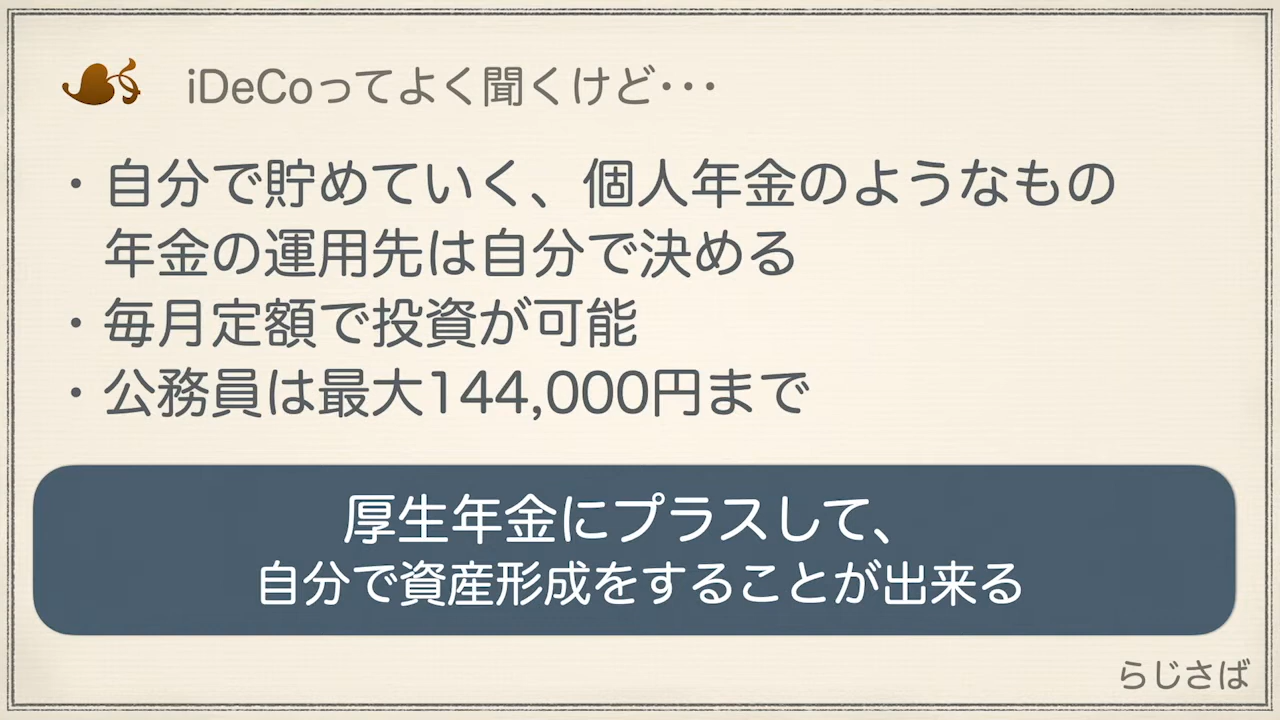 iDeCoってよく聞くけど･･･
・自分で貯めていく、個人年金のようなもの
年金の運用先は自分で決める
・毎月定額で投資が可能
・公務員は最大144,000円まで
厚生年金にプラスして、
自分で資産形成をすることが出来る
らじさば